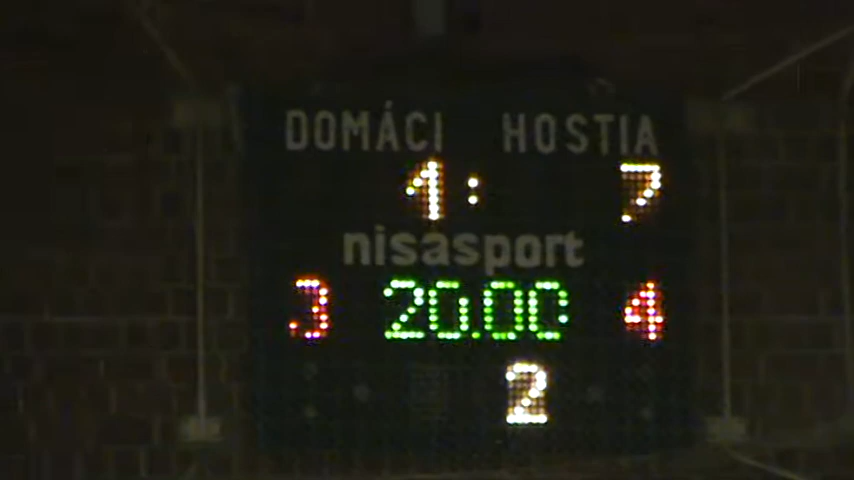 DOMÁCI HOSTIA
1 : 7
nisasport
3 20.00 4
2